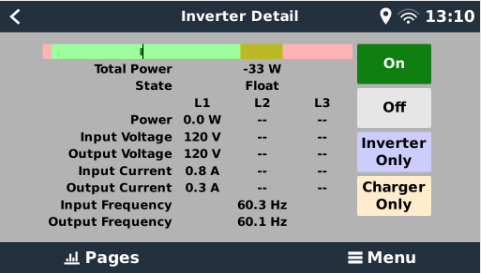 Inverter Detail 13:10
Total Power -33 W
State Float
L1 L2 L3
Power 0.0 W -- --
Input Voltage 120 V -- --
Output Voltage 120 V -- --
Input Current 0.8 A -- --
Output Current 0.3 A -- --
Input Frequency 60.3 Hz
Output Frequency 60.1 Hz
On
Off
Inverter
Only
Charger
Only
Pages Menu